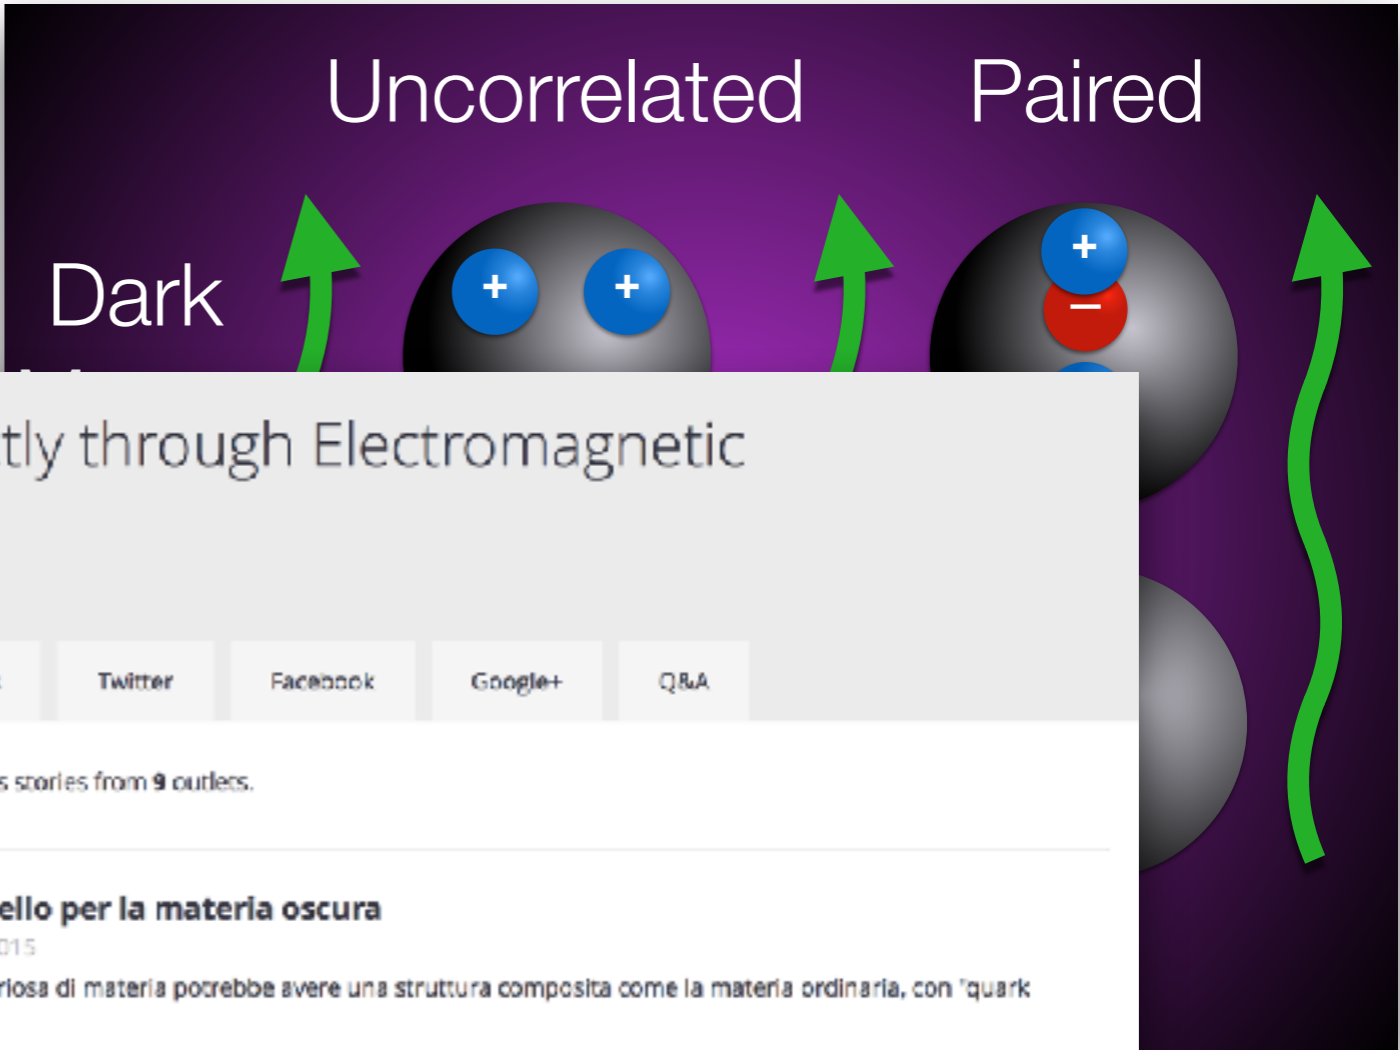 Uncorrelated Paired
Dark
+ + +
−
tly through Electromagnetic
Twitter Facebook Google+ Q&A
s stories from 9 outlets.
ello per la materia oscura
015
riosa di materia potrebbe avere una struttura composita come la materia ordinaria, con "quark